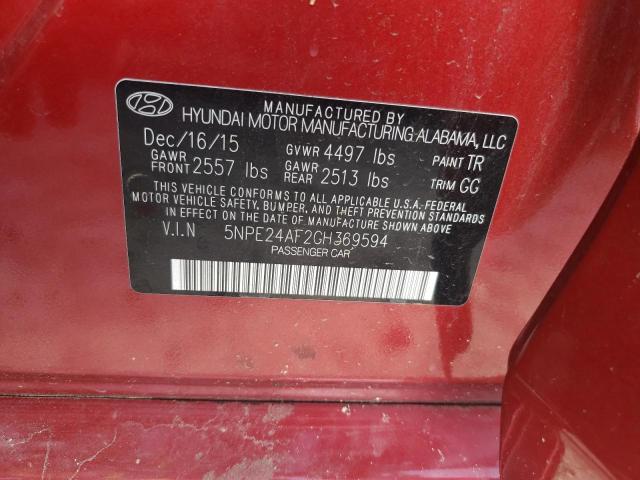 MANUFACTURED BY
HYUNDAI MOTOR MANUFACTURING ALABAMA, LLC
Dec/16/15 GVWR 4497 lbs PAINT TR
GAWR FRONT 2557 lbs GAWR REAR 2513 lbs TRIM GG
THIS VEHICLE CONFORMS TO ALL APPLICABLE U.S.A. FEDERAL
MOTOR VEHICLE SAFETY, BUMPER, AND THEFT PREVENTION STANDARDS
IN EFFECT ON THE DATE OF MANUFACTURE SHOWN ABOVE
V.I.N 5NPE24AF2GH369594
PASSENGER CAR